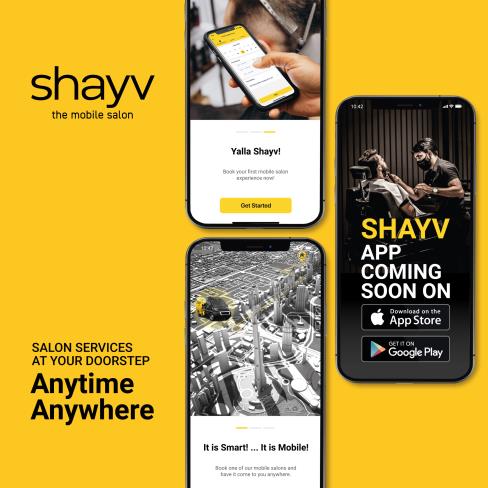 shayv
the mobile salon
SALON SERVICES
AT YOUR DOORSTEP
Anytime
Anywhere
Yalla Shayv!
Book your first mobile salon
experience now!
Get Started
It is Smart! ... It is Mobile!
Book one of our mobile salons and
have it come to you anywhere.
10:42
SHAYV
APP
COMING
SOON ON
Download on the
App Store
GET IT ON
Google Play